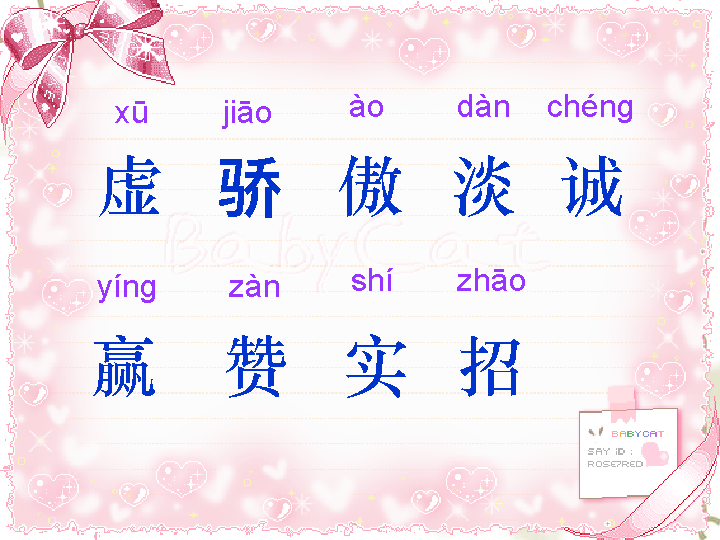 xū jiāo ào dàn chéng
虚 骄 傲 淡 诚
yíng zàn shí zhāo
赢 赞 实 招
BabyCat
BABYCAT
SAY ID:
ROSE7RED